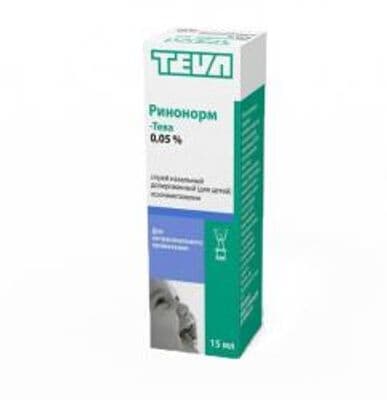 TEVA
Ринонорм
-Тева
0,05 %
спрей назальный
дозированный (для детей)
ксилометазолин
Для
интраназального
применения
15 мл